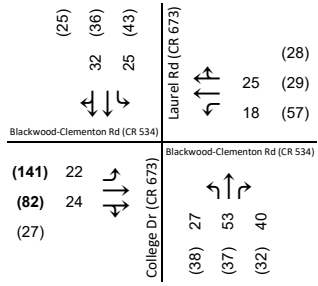 (25) (36) (43)
32 25
Laurel Rd (CR 673)
(28)
25 (29)
18 (57)
Blackwood-Clementon Rd (CR 534)
Blackwood-Clementon Rd (CR 534)
(141) 22
(82) 24
(27)
College Dr (CR 673)
27 53 40
(38) (37) (32)